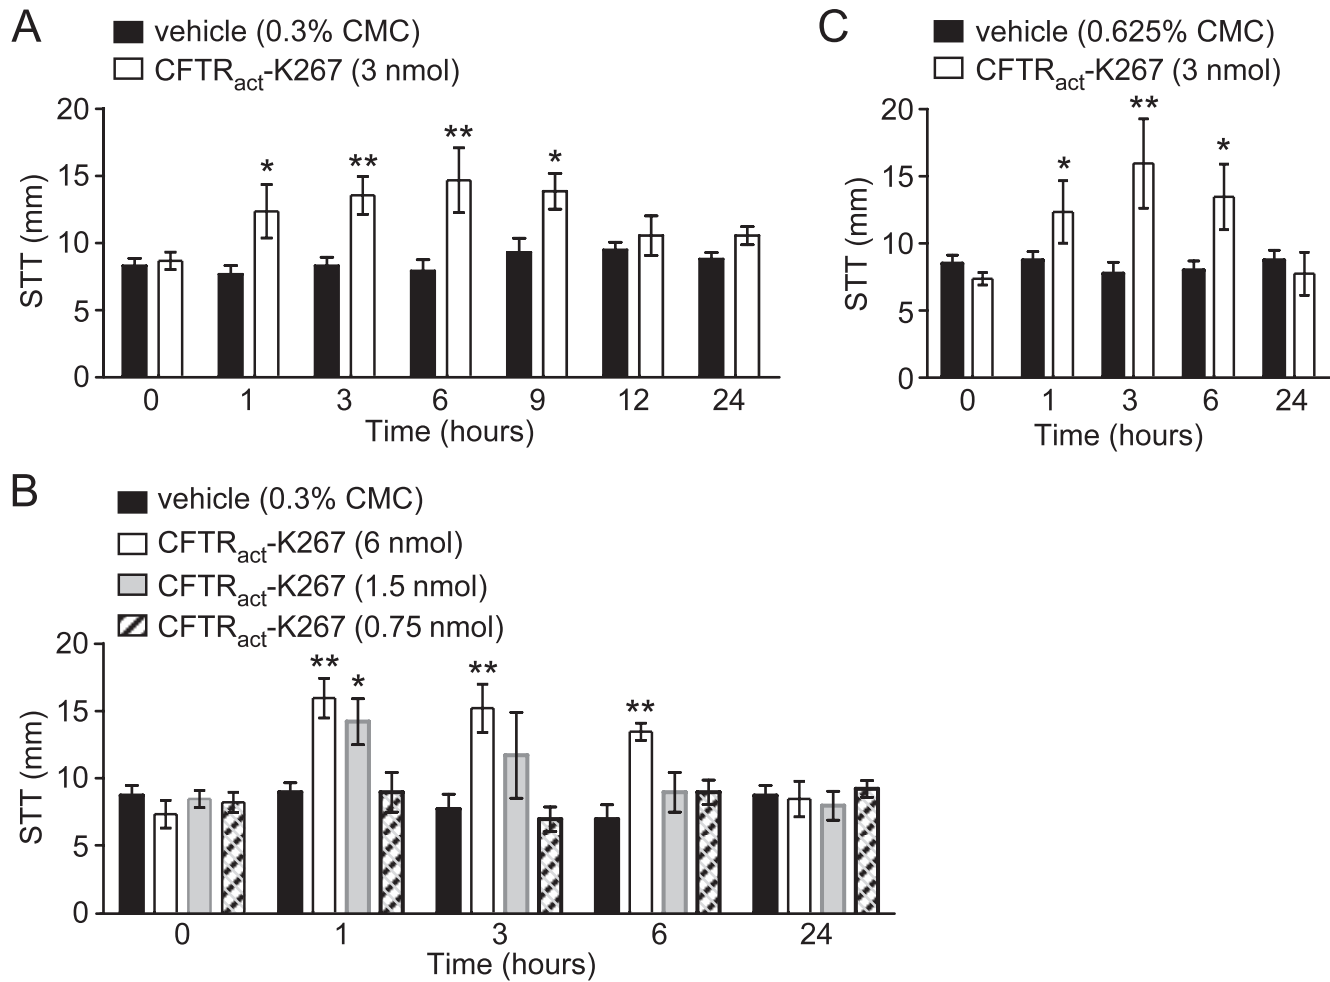 A
vehicle (0.3% CMC)
CFTRact-K267 (3 nmol)
20
15
10
5
0
STT (mm)
* ** ** *
0 1 3 6 9 12 24
Time (hours)
C
vehicle (0.625% CMC)
CFTRact-K267 (3 nmol)
20
15
10
5
0
STT (mm)
* ** *
0 1 3 6 24
Time (hours)
B
vehicle (0.3% CMC)
CFTRact-K267 (6 nmol)
CFTRact-K267 (1.5 nmol)
CFTRact-K267 (0.75 nmol)
20
15
10
5
0
STT (mm)
** * ** **
0 1 3 6 24
Time (hours)